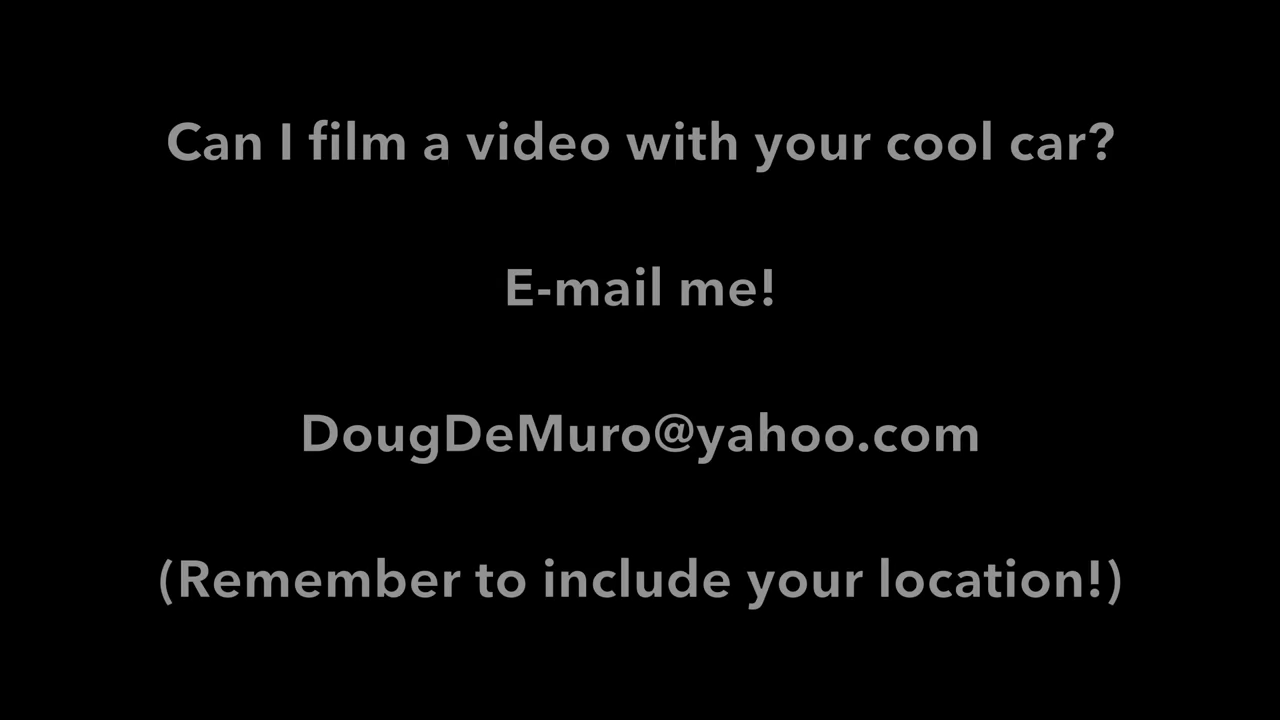 Can I film a video with your cool car?
E-mail me!
DougDeMuro@yahoo.com
(Remember to include your location!)